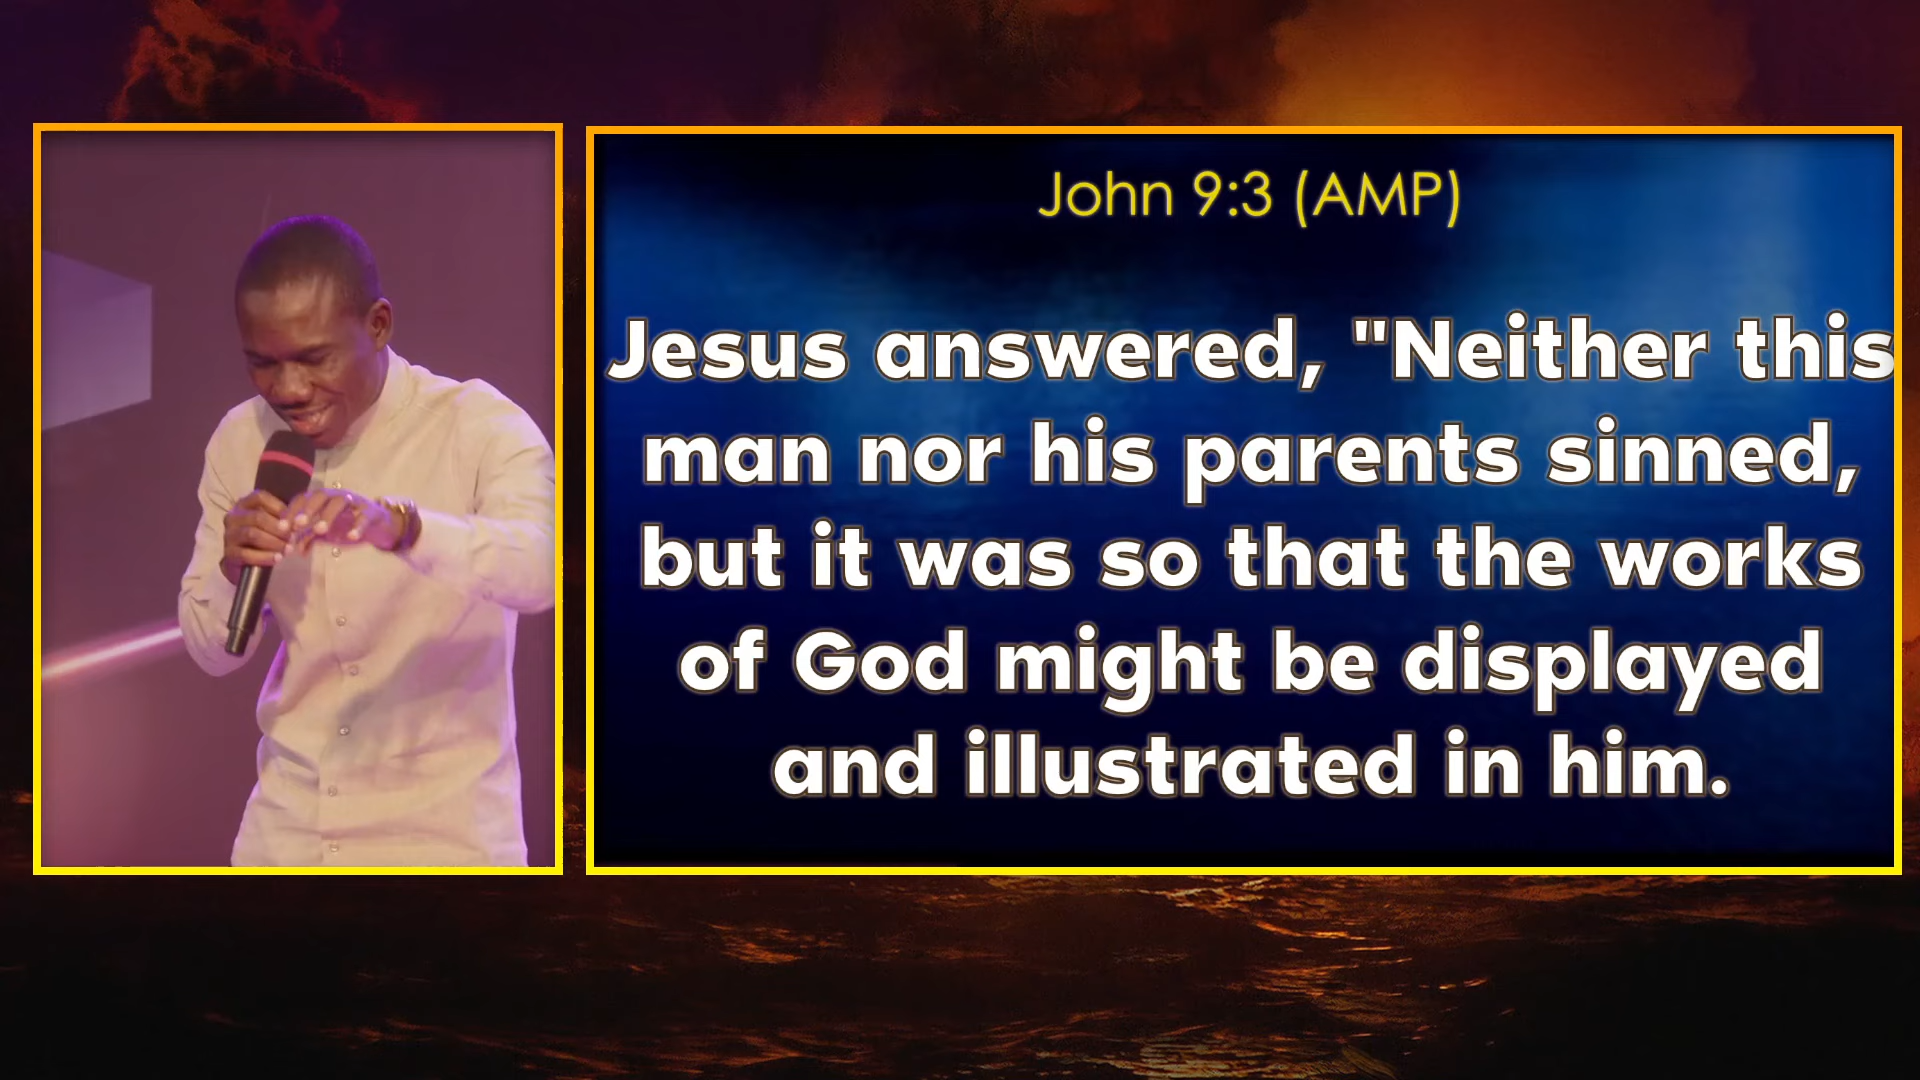 John 9:3 (AMP)
Jesus answered, "Neither this
man nor his parents sinned,
but it was so that the works
of God might be displayed
and illustrated in him.